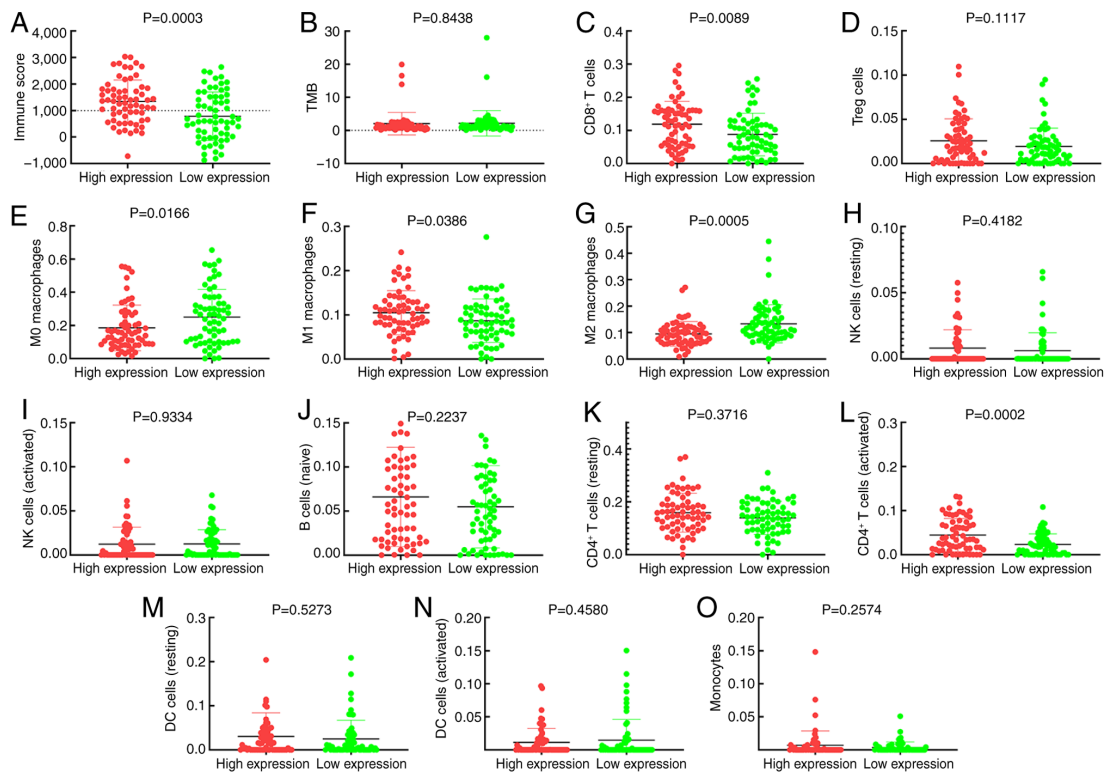 A
P=0.0003
Immune score
4,000
3,000
2,000
1,000
0
−1,000
High expression Low expression
B
P=0.8438
TMB
30
20
10
0
−10
High expression Low expression
C
P=0.0089
CD8⁺ T cells
0.4
0.3
0.2
0.1
0.0
High expression Low expression
D
P=0.1117
Treg cells
0.15
0.10
0.05
0.00
High expression Low expression
E
P=0.0166
M0 macrophages
0.8
0.6
0.4
0.2
0.0
High expression Low expression
F
P=0.0386
M1 macrophages
0.3
0.2
0.1
0.0
High expression Low expression
G
P=0.0005
M2 macrophages
0.5
0.4
0.3
0.2
0.1
0.0
High expression Low expression
H
P=0.4182
NK cells (resting)
0.10
0.05
0.00
High expression Low expression
I
P=0.9334
NK cells (activated)
0.15
0.10
0.05
0.00
High expression Low expression
J
P=0.2237
B cells (naive)
0.15
0.10
0.05
0.00
High expression Low expression
K
P=0.3716
CD4⁺ T cells (resting)
0.4
0.2
0.0
High expression Low expression
L
P=0.0002
CD4⁺ T cells (activated)
0.3
0.2
0.1
0.0
High expression Low expression
M
P=0.5273
DC cells (resting)
0.3
0.2
0.1
0.0
High expression Low expression
N
P=0.4580
DC cells (activated)
0.20
0.15
0.10
0.05
High expression Low expression
O
P=0.2574
Monocytes
0.20
0.15
0.10
0.05
High expression Low expression